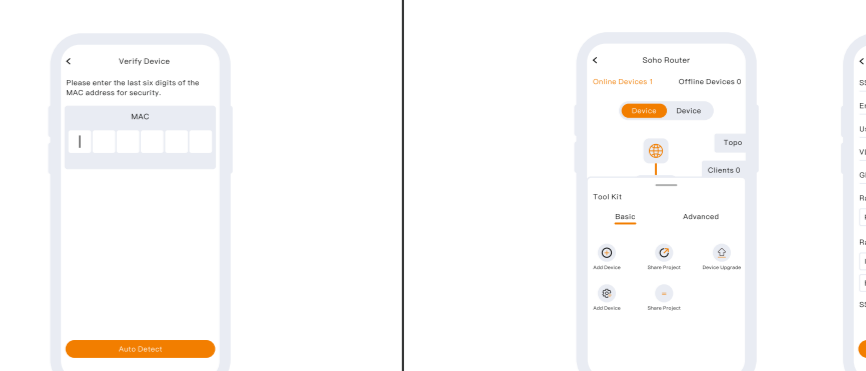 Verify Device
Please enter the last six digits of the
MAC address for security.
MAC
Auto Detect
Soho Router
Online Devices 1 Offline Devices 0
Device Device
Topo
Clients 0
Tool Kit
Basic Advanced
Add Device Share Project Device Upgrade
Add Device Share Project